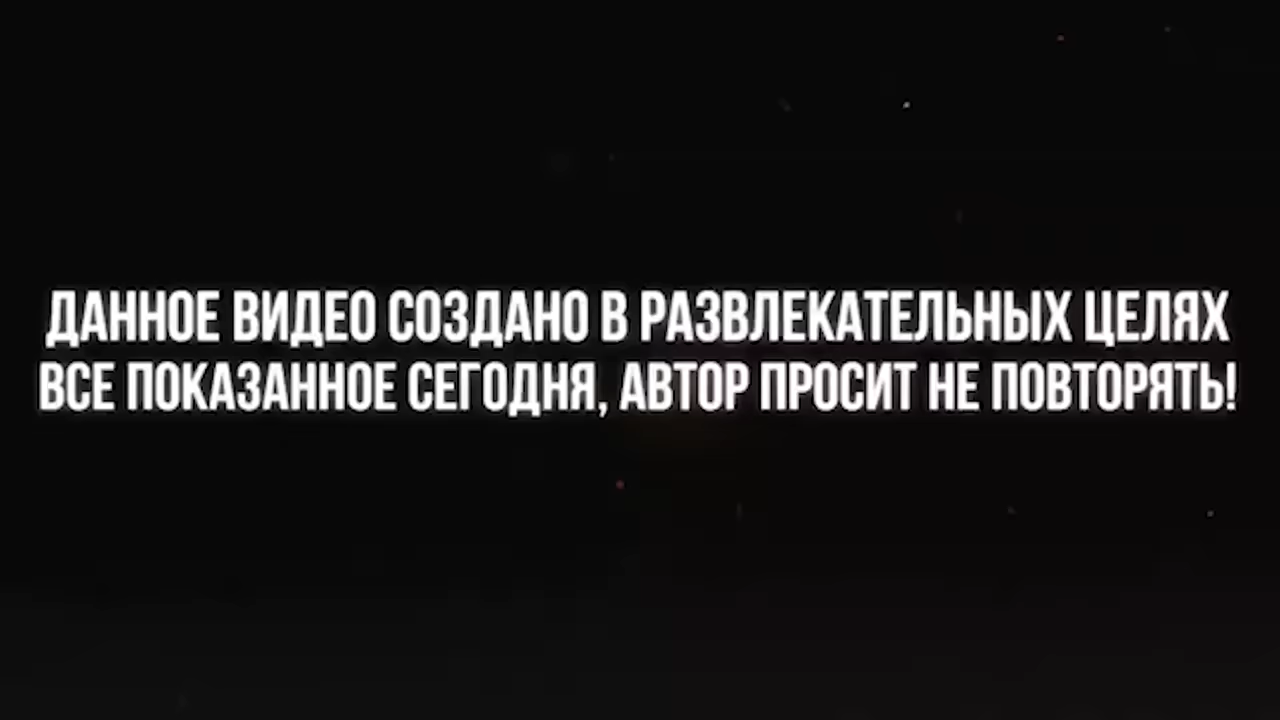 ДАННОЕ ВИДЕО СОЗДАНО В РАЗВЛЕКАТЕЛЬНЫХ ЦЕЛЯХ
ВСЕ ПОКАЗАННОЕ СЕГОДНЯ, АВТОР ПРОСИТ НЕ ПОВТОРЯТЬ!